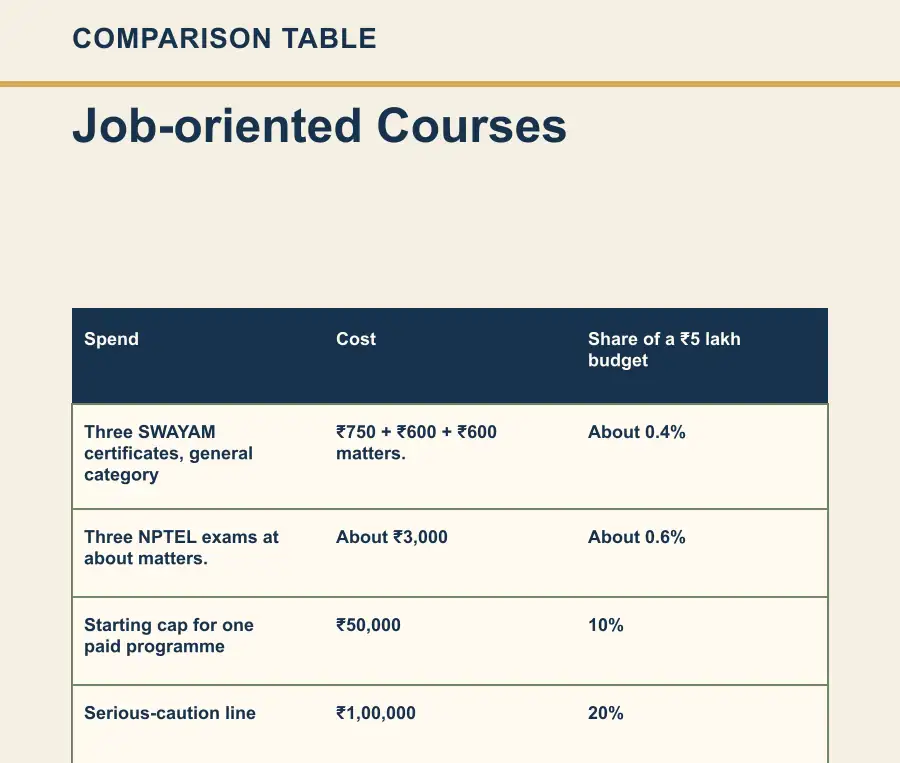 COMPARISON TABLE
Job-oriented Courses
Spend
Cost
Share of a ₹5 lakh
budget
Three SWAYAM
certificates, general
category
₹750 + ₹600 + ₹600
matters.
About 0.4%
Three NPTEL exams at
about matters.
About ₹3,000
About 0.6%
Starting cap for one
paid programme
₹50,000
10%
Serious-caution line
₹1,00,000
20%